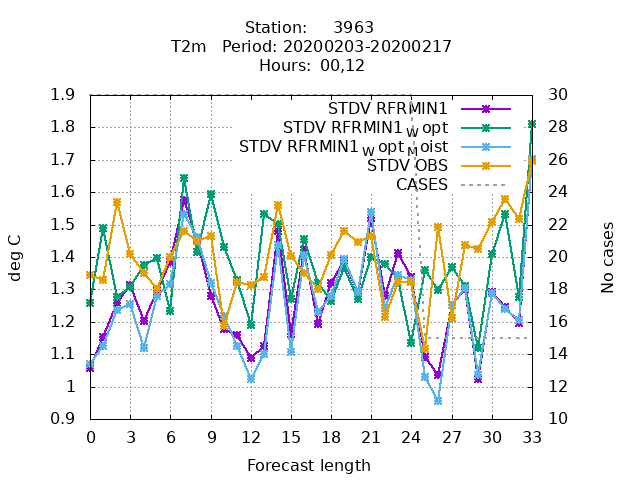 Station: 3963
T2m Period: 20200203-20200217
Hours: 00,12
1.9
1.8
1.7
1.6
1.5
1.4
1.3
1.2
1.1
1
0.9
deg C
STDV RFRMIN1
STDV RFRMIN1W opt
STDV RFRMIN1W optM oist
STDV OBS
CASES
30
28
26
24
22
20
18
16
14
12
10
No cases
0 3 6 9 12 15 18 21 24 27 30 33
Forecast length